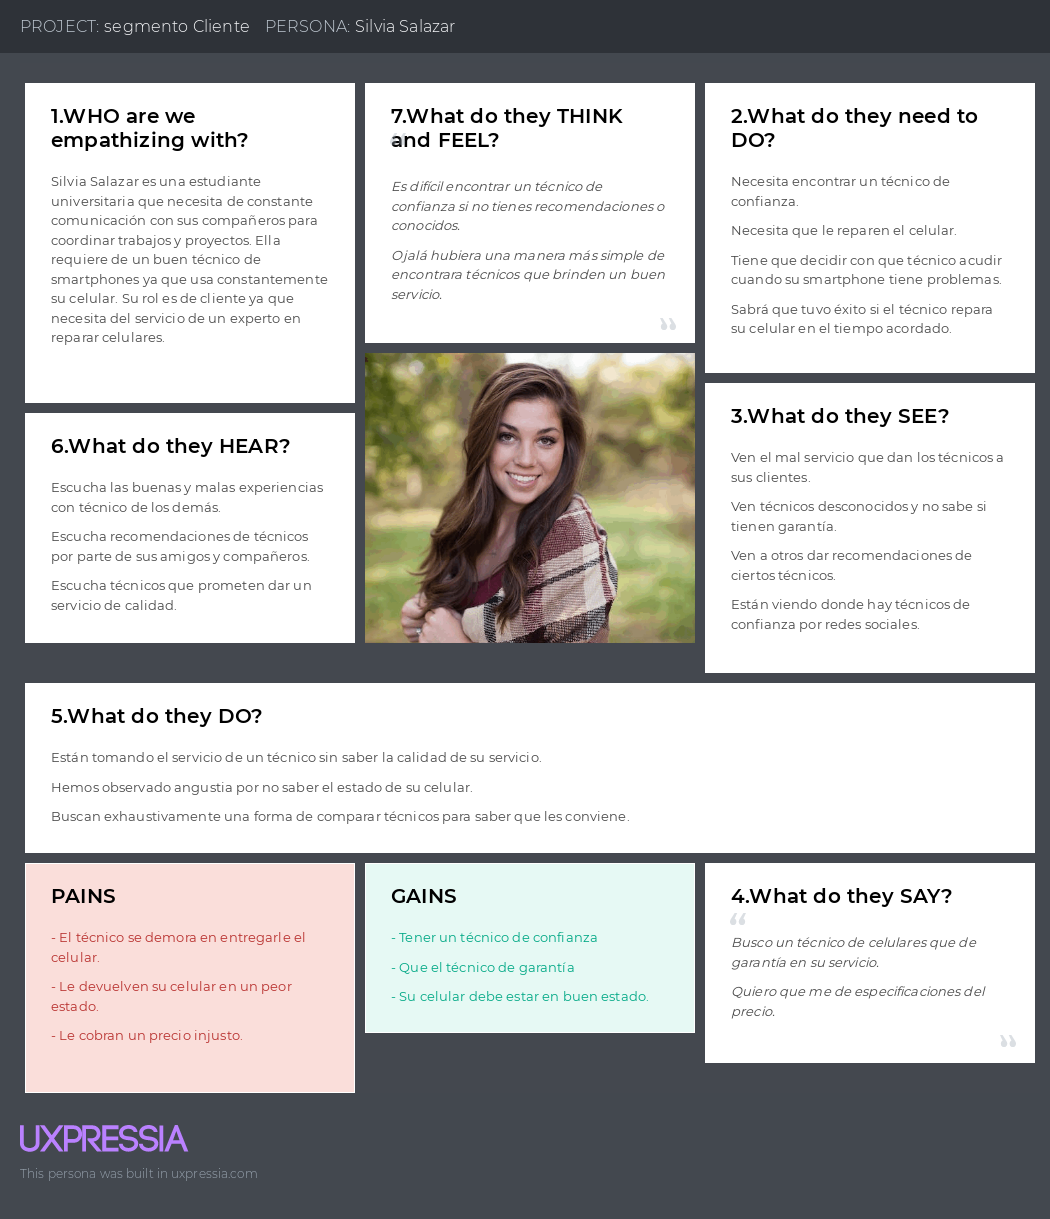 PROJECT: segmento Cliente PERSONA: Silvia Salazar
1.WHO are we
empathizing with?
Silvia Salazar es una estudiante
universitaria que necesita de constante
comunicación con sus compañeros para
coordinar trabajos y proyectos. Ella
requiere de un buen técnico de
smartphones ya que usa constantemente
su celular. Su rol es de cliente ya que
necesita del servicio de un experto en
reparar celulares.
7.What do they THINK
and FEEL?
Es difícil encontrar un técnico de
confianza si no tienes recomendaciones o
conocidos.
Ojalá hubiera una manera más simple de
encontrara técnicos que brinden un buen
servicio.
2.What do they need to
DO?
Necesita encontrar un técnico de
confianza.
Necesita que le reparen el celular.
Tiene que decidir con que técnico acudir
cuando su smartphone tiene problemas.
Sabrá que tuvo éxito si el técnico repara
su celular en el tiempo acordado.
6.What do they HEAR?
Escucha las buenas y malas experiencias
con técnico de los demás.
Escucha recomendaciones de técnicos
por parte de sus amigos y compañeros.
Escucha técnicos que prometen dar un
servicio de calidad.
3.What do they SEE?
Ven el mal servicio que dan los técnicos a
sus clientes.
Ven técnicos desconocidos y no sabe si
tienen garantía.
Ven a otros dar recomendaciones de
ciertos técnicos.
Están viendo donde hay técnicos de
confianza por redes sociales.
5.What do they DO?
Están tomando el servicio de un técnico sin saber la calidad de su servicio.
Hemos observado angustia por no saber el estado de su celular.
Buscan exhaustivamente una forma de comparar técnicos para saber que les conviene.
PAINS
- El técnico se demora en entregarle el
celular.
- Le devuelven su celular en un peor
estado.
- Le cobran un precio injusto.
GAINS
- Tener un técnico de confianza
- Que el técnico de garantía
- Su celular debe estar en buen estado.
4.What do they SAY?
Busco un técnico de celulares que de
garantía en su servicio.
Quiero que me de especificaciones del
precio.
UXPRESSIA
This persona was built in uxpressia.com